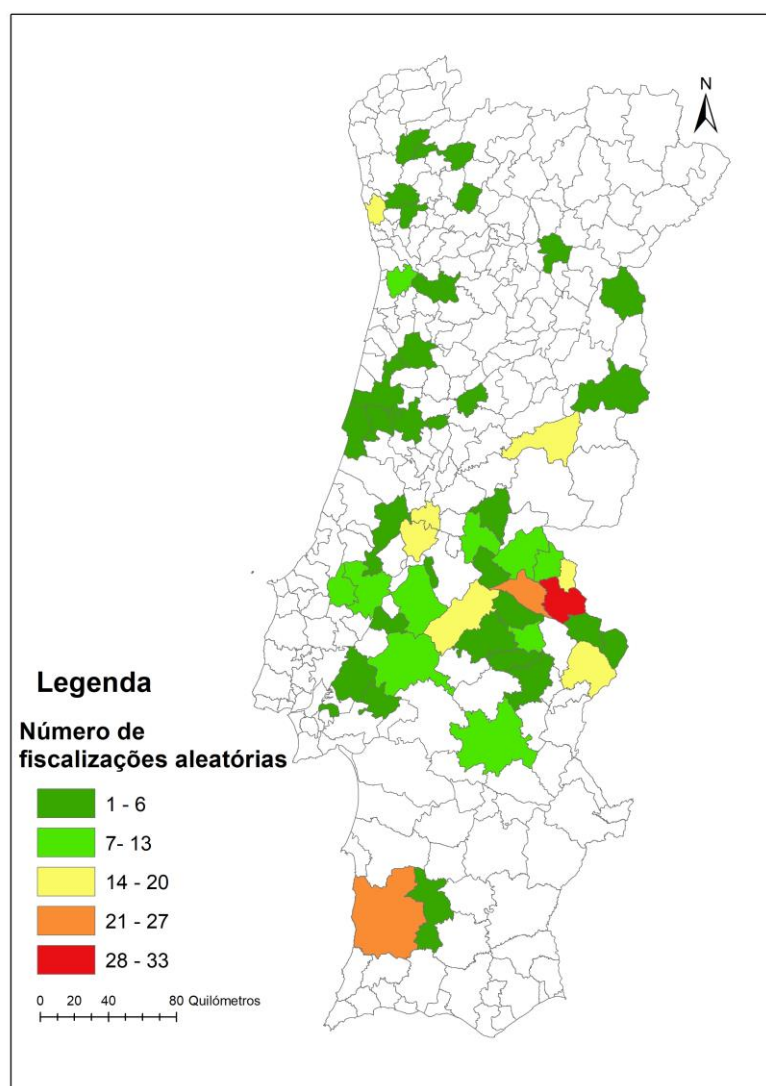 N
Legenda
Número de
fiscalizações aleatórias
1 - 6
7- 13
14 - 20
21 - 27
28 - 33
0 20 40 80 Quilómetros